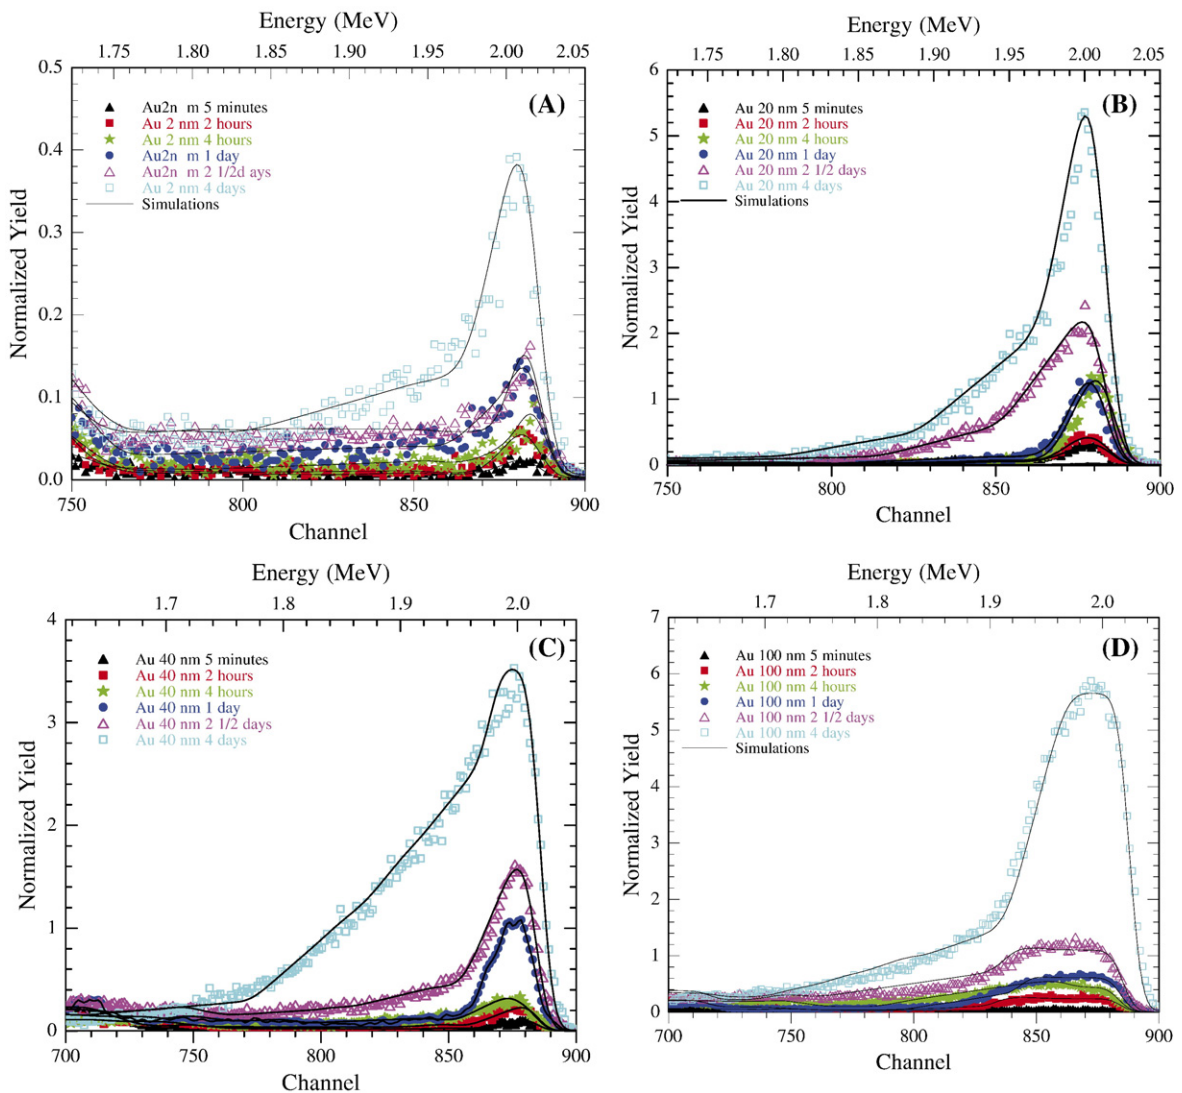 Energy (MeV)
1.75 1.80 1.85 1.90 1.95 2.00 2.05
0.5
0.4
0.3
0.2
0.1
0.0
Normalized Yield
(A)
Au2n m 5 minutes
Au 2 nm 2 hours
Au 2 nm 4 hours
Au2n m 1 day
Au2n m 2 1/2d ays
Au 2 nm 4 days
Simulations
750 800 850 900
Channel
Energy (MeV)
1.75 1.80 1.85 1.90 1.95 2.00 2.05
6
5
4
3
2
1
0
Normalized Yield
(B)
Au 20 nm 5 minutes
Au 20 nm 2 hours
Au 20 nm 4 hours
Au 20 nm 1 day
Au 20 nm 2 1/2 days
Au 20 nm 4 days
Simulations
750 800 850 900
Channel
Energy (MeV)
1.7 1.8 1.9 2.0
4
3
2
1
0
Normalized Yield
(C)
Au 40 nm 5 minutes
Au 40 nm 2 hours
Au 40 nm 4 hours
Au 40 nm 1 day
Au 40 nm 2 1/2 days
Au 40 nm 4 days
700 750 800 850 900
Channel
Energy (MeV)
1.7 1.8 1.9 2.0
7
6
5
4
3
2
1
0
Normalized Yield
(D)
Au 100 nm 5 minutes
Au 100 nm 2 hours
Au 100 nm 4 hours
Au 100 nm 1 day
Au 100 nm 2 1/2 days
Au 100 nm 4 days
Simulations
700 750 800 850 900
Channel